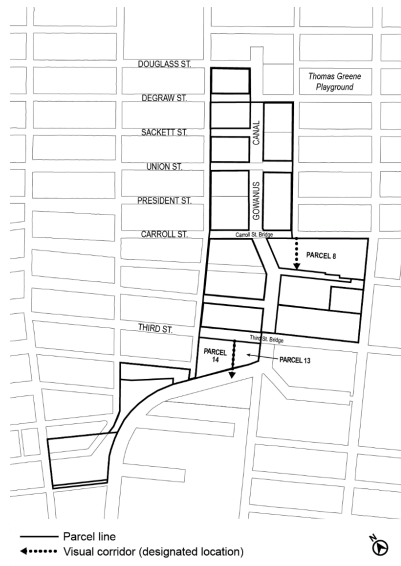 DOUGLASS ST.
Thomas Greene
Playground
DEGRAW ST.
SACKETT ST.
CANAL
UNION ST.
PRESIDENT ST.
GOWANUS
CARROLL ST.
Carroll St. Bridge
PARCEL 8
THIRD ST.
Third St. Bridge
PARCEL
14
PARCEL 13
Parcel line
Visual corridor (designated location)
N